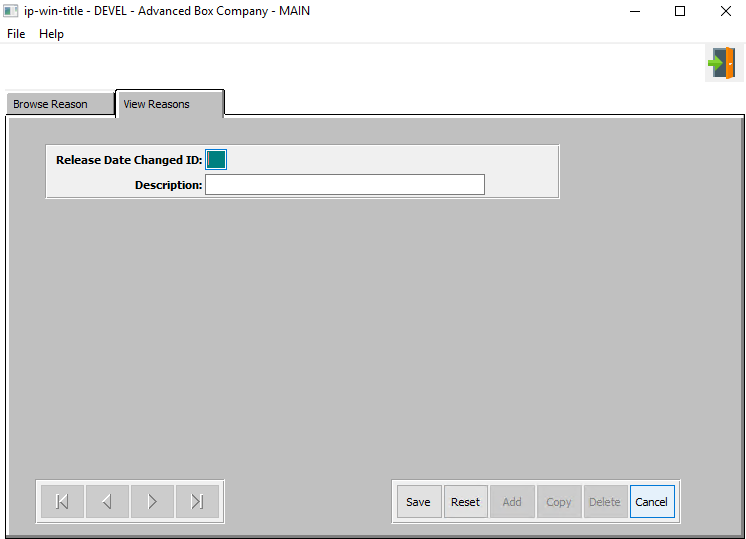 ip-win-title - DEVEL - Advanced Box Company - MAIN
File Help
Browse Reason View Reasons
Release Date Changed ID:
Description:
Save Reset Add Copy Delete Cancel